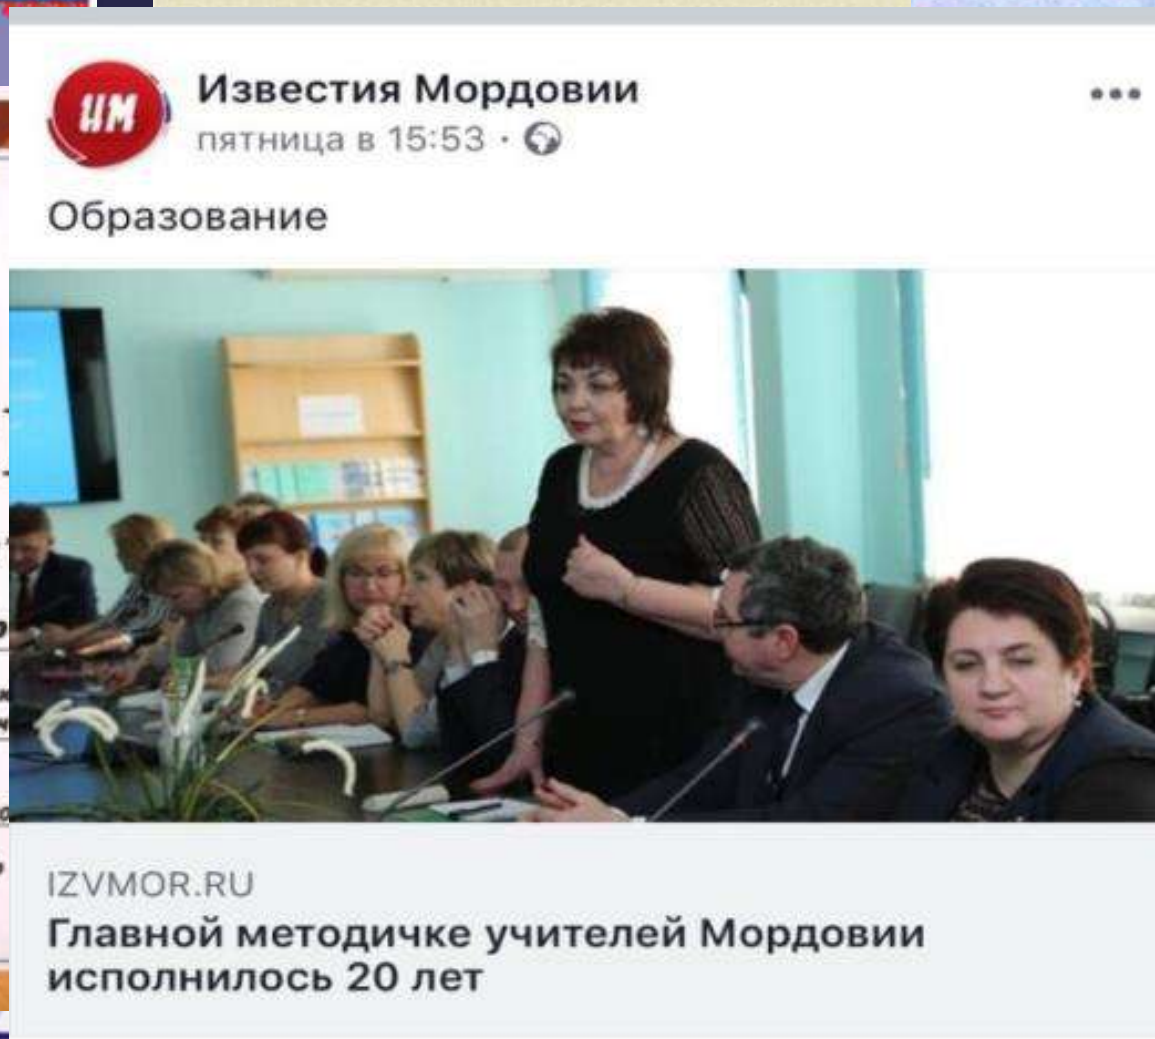 ИМ
Известия Мордовии
пятница в 15:53 ·
Образование
IZVMOR.RU
Главной методичке учителей Мордовии
исполнилось 20 лет